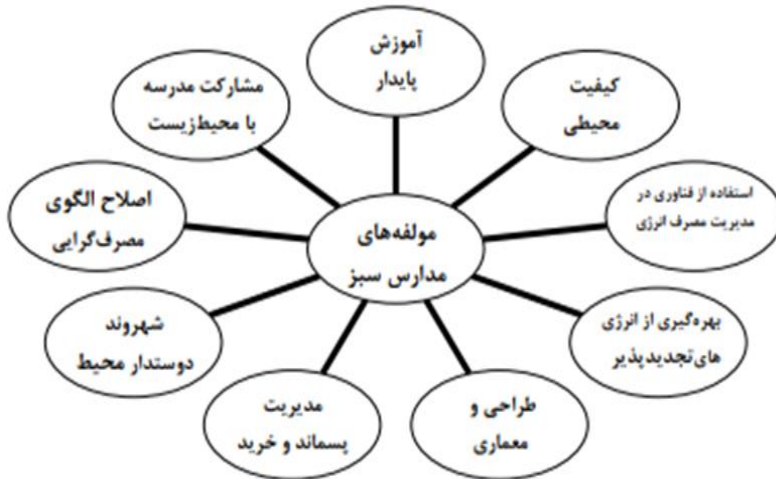 آموزش
پایدار
کیفیت
محیطی
استفاده از فناوری در
مدیریت مصرف انرژی
بهره‌گیری از انرژی
های‌تجدیدپذیر
طراحی و
معماری
مدیریت
پسماند و خرید
شهروند
دوستدار محیط
اصلاح الگوی
مصرف‌گرایی
مشارکت مدرسه
با محیط‌زیست
مولفه‌های
مدارس سبز